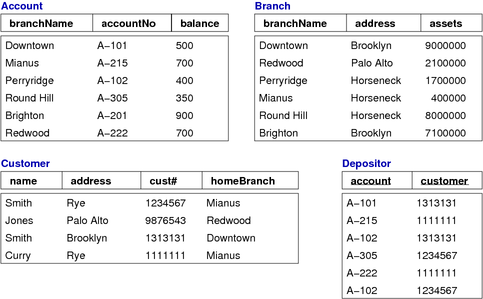 Account
branchName accountNo balance
Downtown A−101 500
Mianus A−215 700
Perryridge A−102 400
Round Hill A−305 350
Brighton A−201 900
Redwood A−222 700
Branch
branchName address assets
Downtown Brooklyn 9000000
Redwood Palo Alto 2100000
Perryridge Horseneck 1700000
Mianus Horseneck 400000
Round Hill Horseneck 8000000
Brighton Brooklyn 7100000
Customer
name address cust# homeBranch
Smith Rye 1234567 Mianus
Jones Palo Alto 9876543 Redwood
Smith Brooklyn 1313131 Downtown
Curry Rye 1111111 Mianus
Depositor
account customer
A−101 1313131
A−215 1111111
A−102 1313131
A−305 1234567
A−222 1111111
A−102 1234567